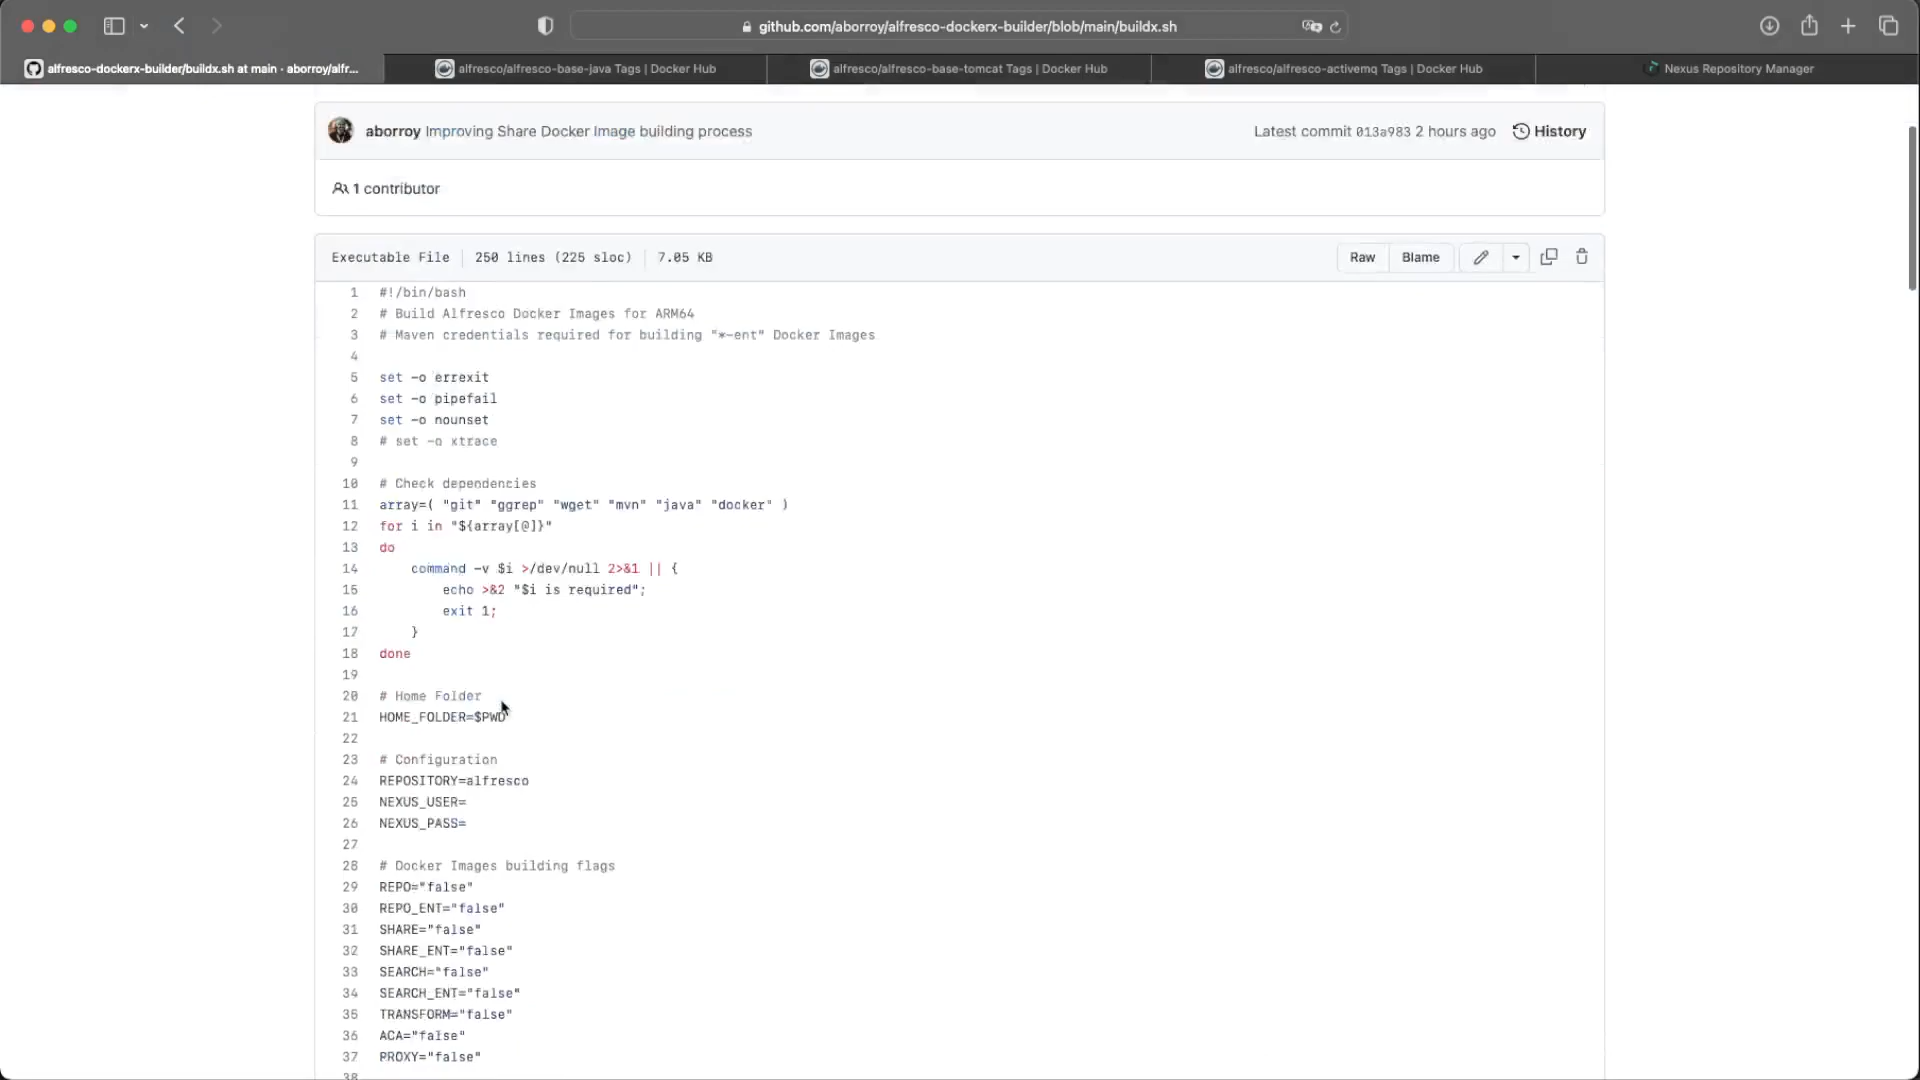 github.com/aborroy/alfresco-dockerx-builder/blob/main/buildx.sh
alfresco-dockerx-builder/buildx.sh at main · aborroy/alfr...
alfresco/alfresco-base-java Tags | Docker Hub
alfresco/alfresco-base-tomcat Tags | Docker Hub
alfresco/alfresco-activemq Tags | Docker Hub
Nexus Repository Manager
aborroy Improving Share Docker Image building process
Latest commit 013a983 2 hours ago
History
1 contributor
Executable File
250 lines (225 sloc)
7.05 KB
Raw
Blame
1 #!/bin/bash
2 # Build Alfresco Docker Images for ARM64
3 # Maven credentials required for building "*-ent" Docker Images
4
5 set -o errexit
6 set -o pipefail
7 set -o nounset
8 # set -o xtrace
9
10 # Check dependencies
11 array=( "git" "ggrep" "wget" "mvn" "java" "docker" )
12 for i in "${array[@]}"
13 do
14 command -v $i >/dev/null 2>&1 || {
15 echo >&2 "$i is required";
16 exit 1;
17 }
18 done
19
20 # Home Folder
21 HOME_FOLDER=$PWD
22
23 # Configuration
24 REPOSITORY=alfresco
25 NEXUS_USER=
26 NEXUS_PASS=
27
28 # Docker Images building flags
29 REPO="false"
30 REPO_ENT="false"
31 SHARE="false"
32 SHARE_ENT="false"
33 SEARCH="false"
34 SEARCH_ENT="false"
35 TRANSFORM="false"
36 ACA="false"
37 PROXY="false"
38